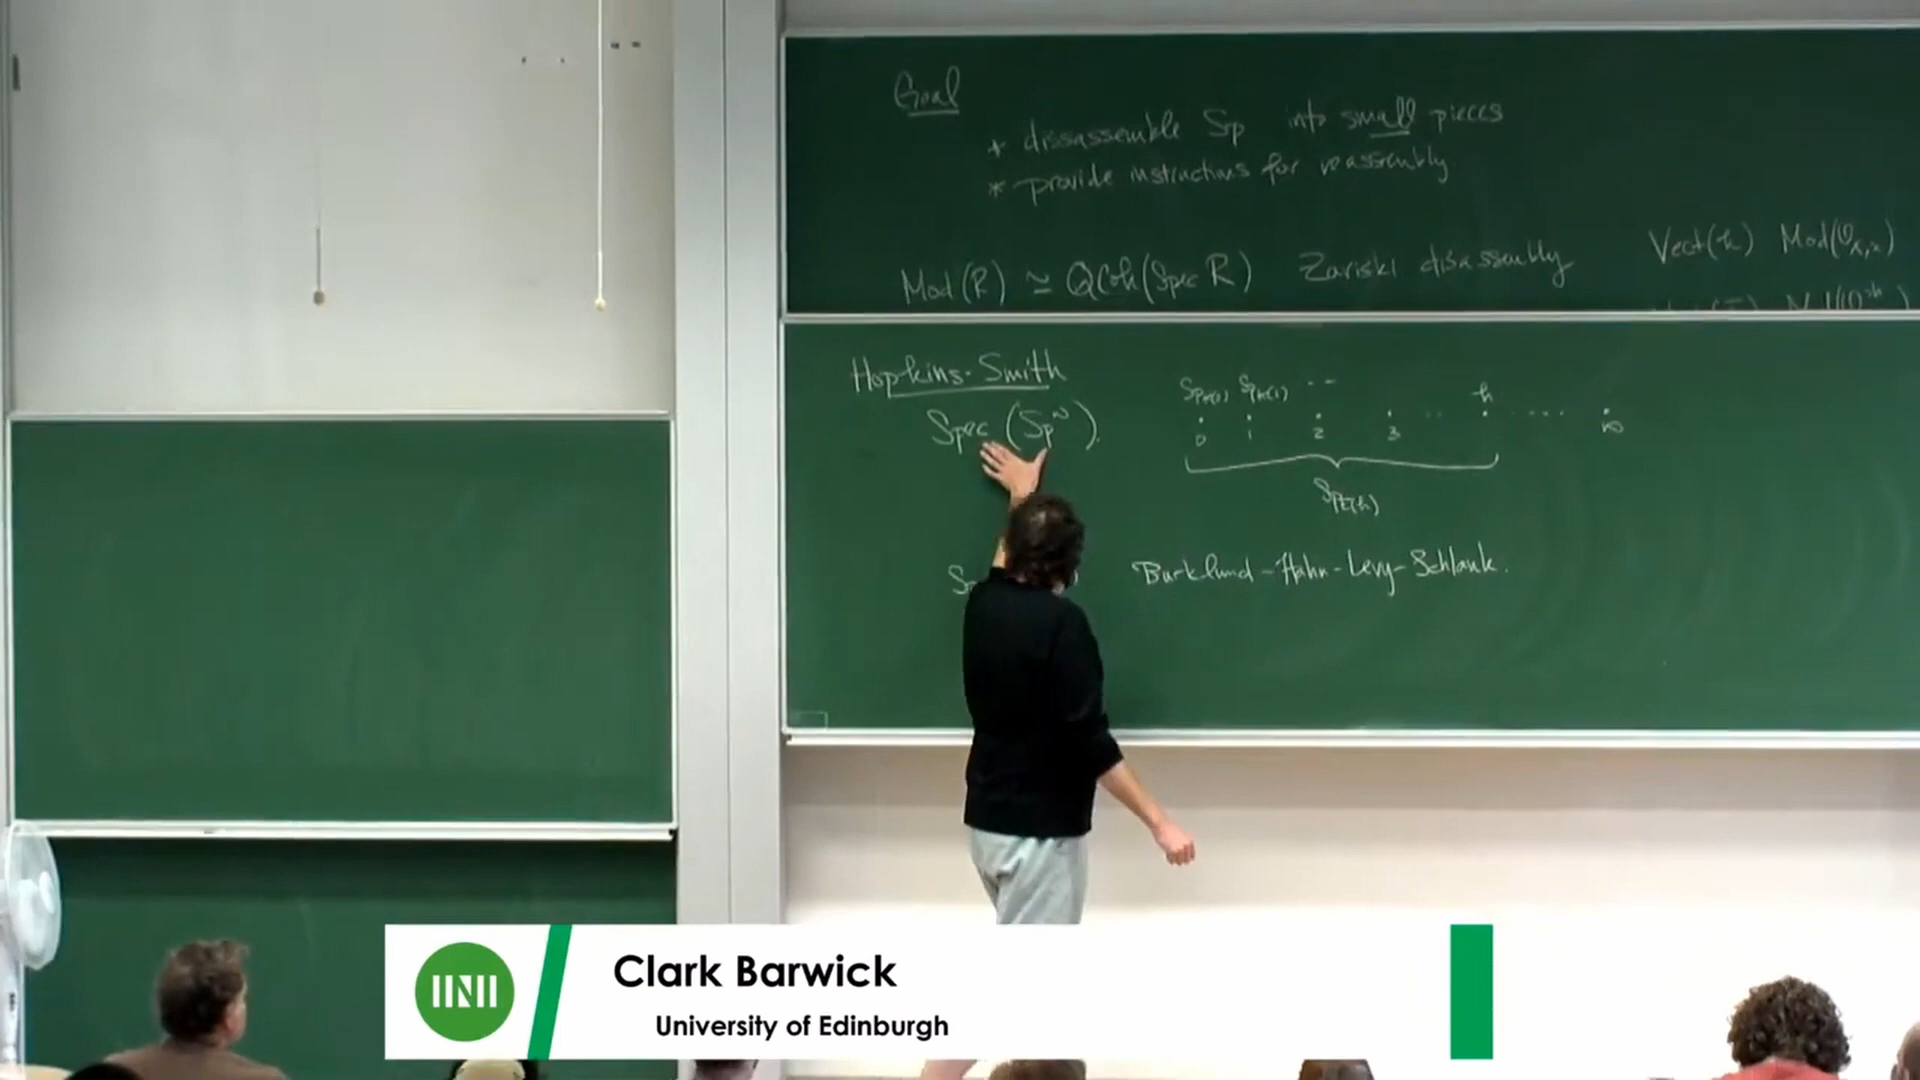 Goal
* dissassemble Sp into small pieces
* provide instructions for reassembly
Mod(R) ≃ QCoh(Spec R) Zariski disassembly Vect(k) Mod(O_{X,x})
Hopkins-Smith
Spec (Sp^ω).
Sp_{K(0)} Sp_{K(1)} -- h
0 1 2 3 .. .... ∞
Sp_{T(h)}
Burklund-Hahn-Levy-Schlank.
Clark Barwick
University of Edinburgh